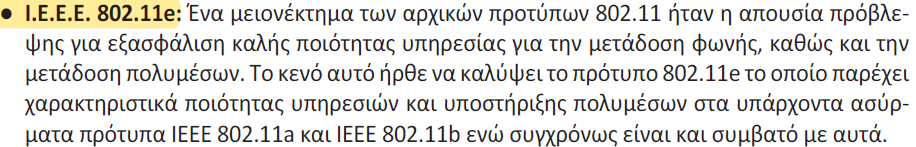 • Ι.Ε.Ε.Ε. 802.11e: Ένα μειονέκτημα των αρχικών προτύπων 802.11 ήταν η απουσία πρόβλε-
ψης για εξασφάλιση καλής ποιότητας υπηρεσίας για την μετάδοση φωνής, καθώς και την
μετάδοση πολυμέσων. Το κενό αυτό ήρθε να καλύψει το πρότυπο 802.11e το οποίο παρέχει
χαρακτηριστικά ποιότητας υπηρεσιών και υποστήριξης πολυμέσων στα υπάρχοντα ασύρ-
ματα πρότυπα IEEE 802.11a και IEEE 802.11b ενώ συγχρόνως είναι και συμβατό με αυτά.